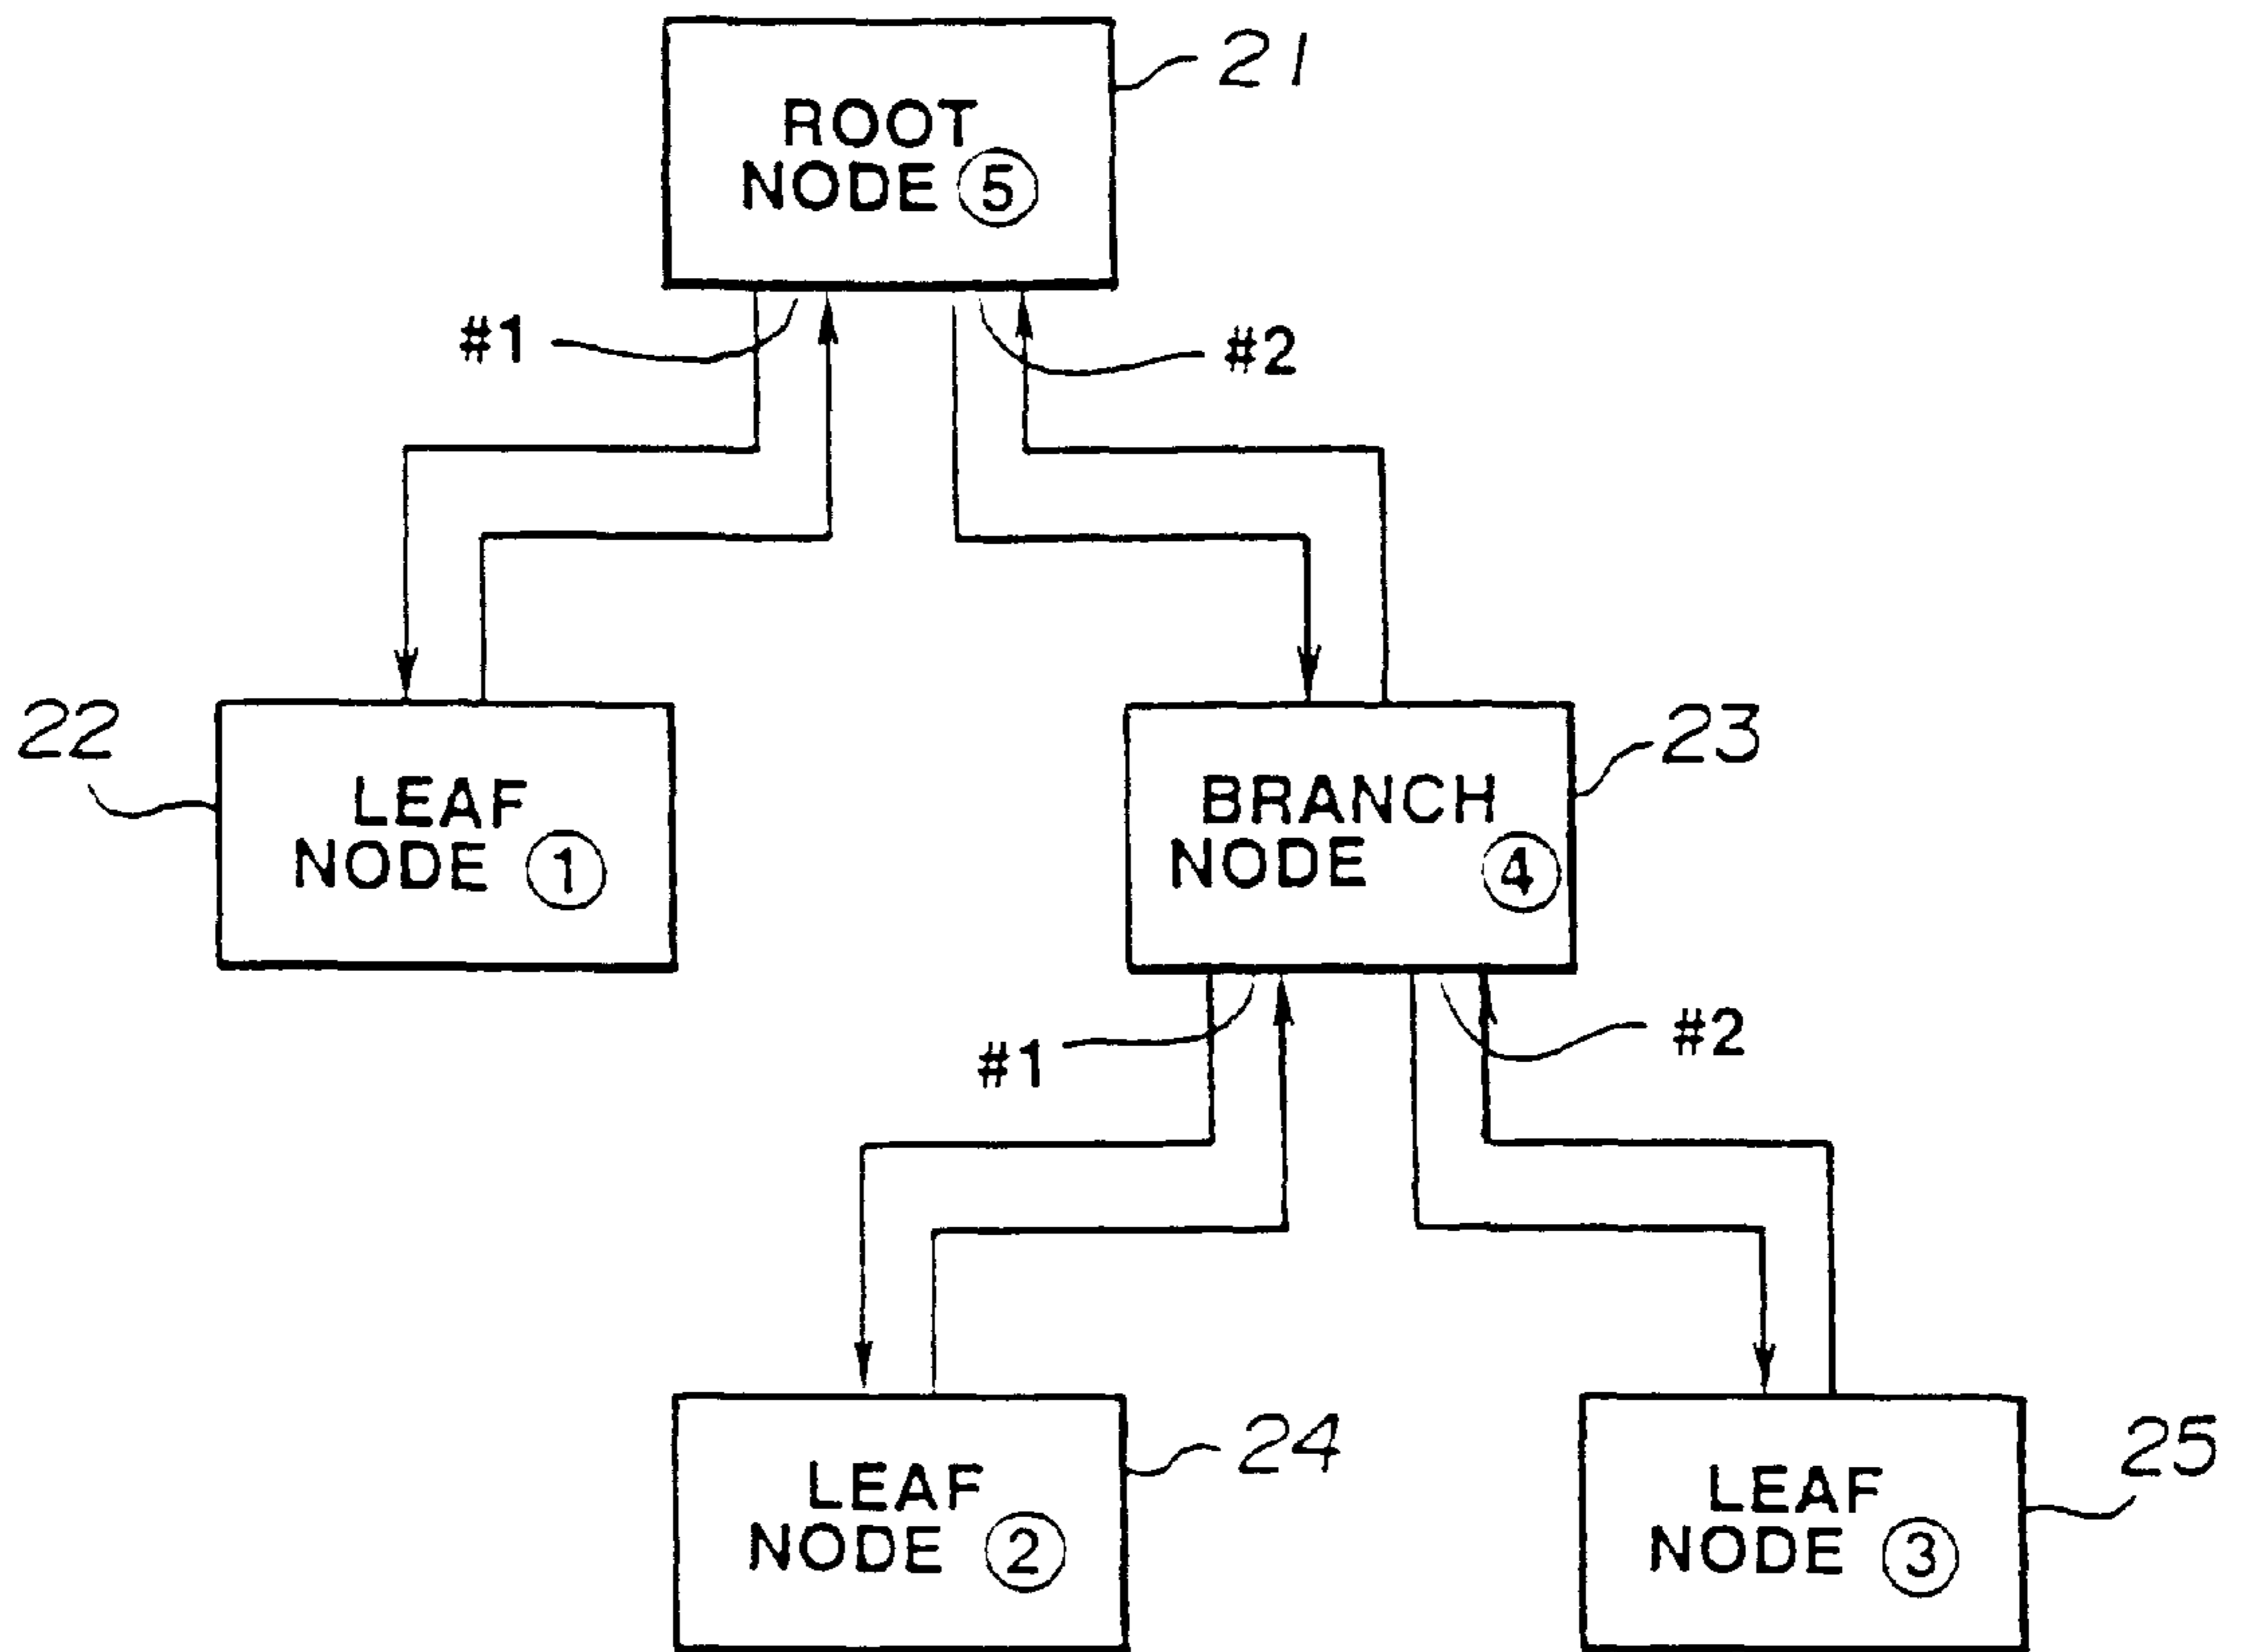 21
ROOT
NODE ⑤
#1
#2
22
LEAF
NODE ①
23
BRANCH
NODE ④
#1
#2
24
LEAF
NODE ②
25
LEAF
NODE ③